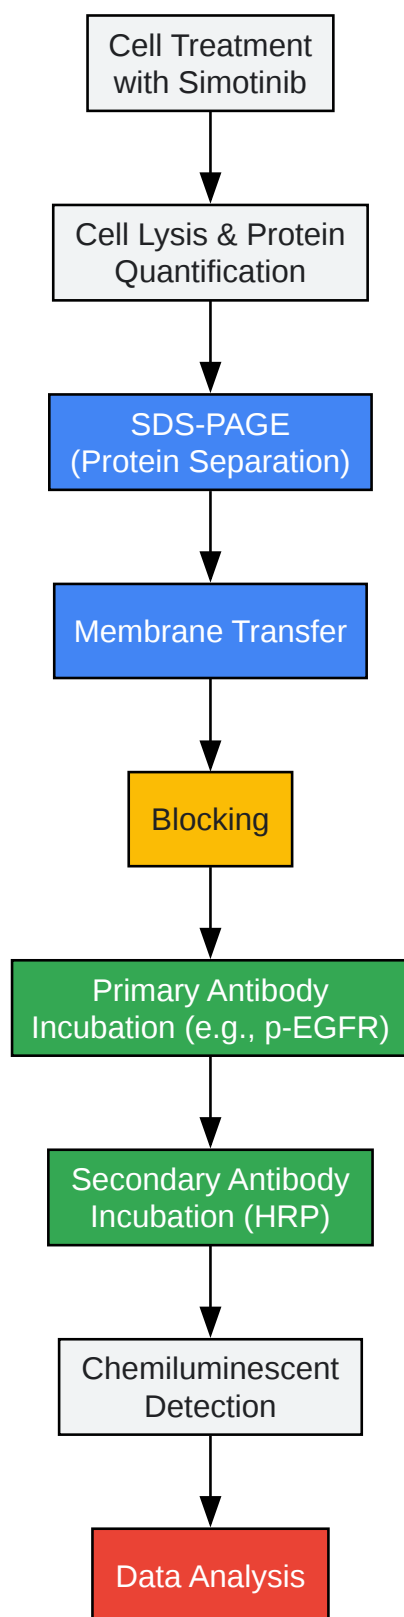 Cell Treatment
with Simotinib
Cell Lysis & Protein
Quantification
SDS-PAGE
(Protein Separation)
Membrane Transfer
Blocking
Primary Antibody
Incubation (e.g., p-EGFR)
Secondary Antibody
Incubation (HRP)
Chemiluminescent
Detection
Data Analysis